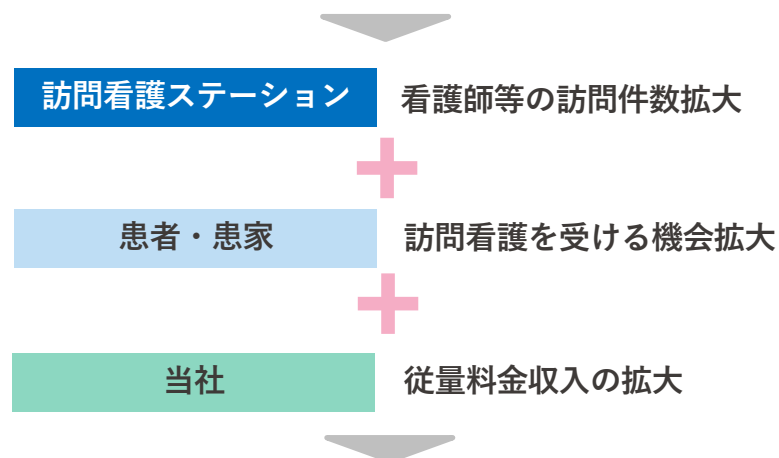 訪問看護ステーション 看護師等の訪問件数拡大
患者・患家 訪問看護を受ける機会拡大
当社 従量料金収入の拡大